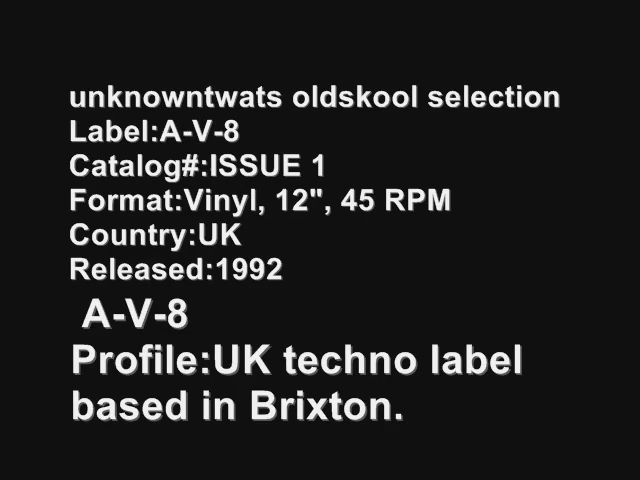 unknowntwats oldskool selection
Label:A-V-8
Catalog#:ISSUE 1
Format:Vinyl, 12", 45 RPM
Country:UK
Released:1992
A-V-8
Profile:UK techno label
based in Brixton.